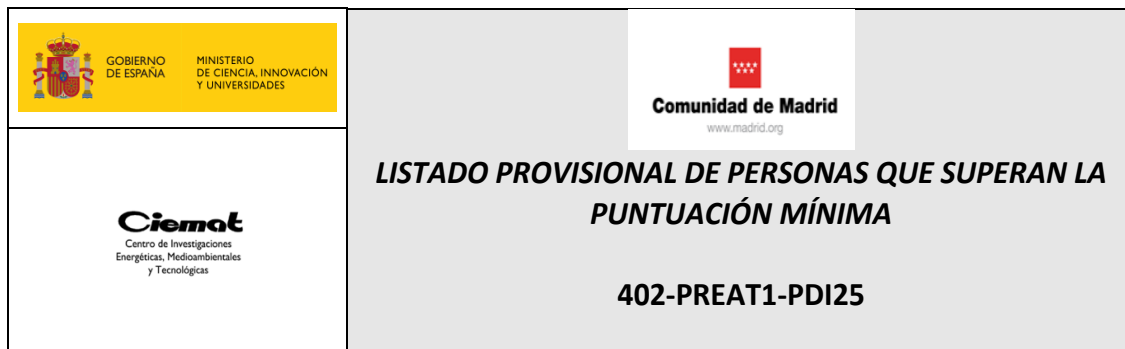 GOBIERNO
DE ESPAÑA
MINISTERIO
DE CIENCIA, INNOVACIÓN
Y UNIVERSIDADES
Comunidad de Madrid
www.madrid.org
LISTADO PROVISIONAL DE PERSONAS QUE SUPERAN LA
PUNTUACIÓN MÍNIMA
402-PREAT1-PDI25
Ciemat
Centro de Investigaciones
Energéticas, Medioambientales
y Tecnológicas